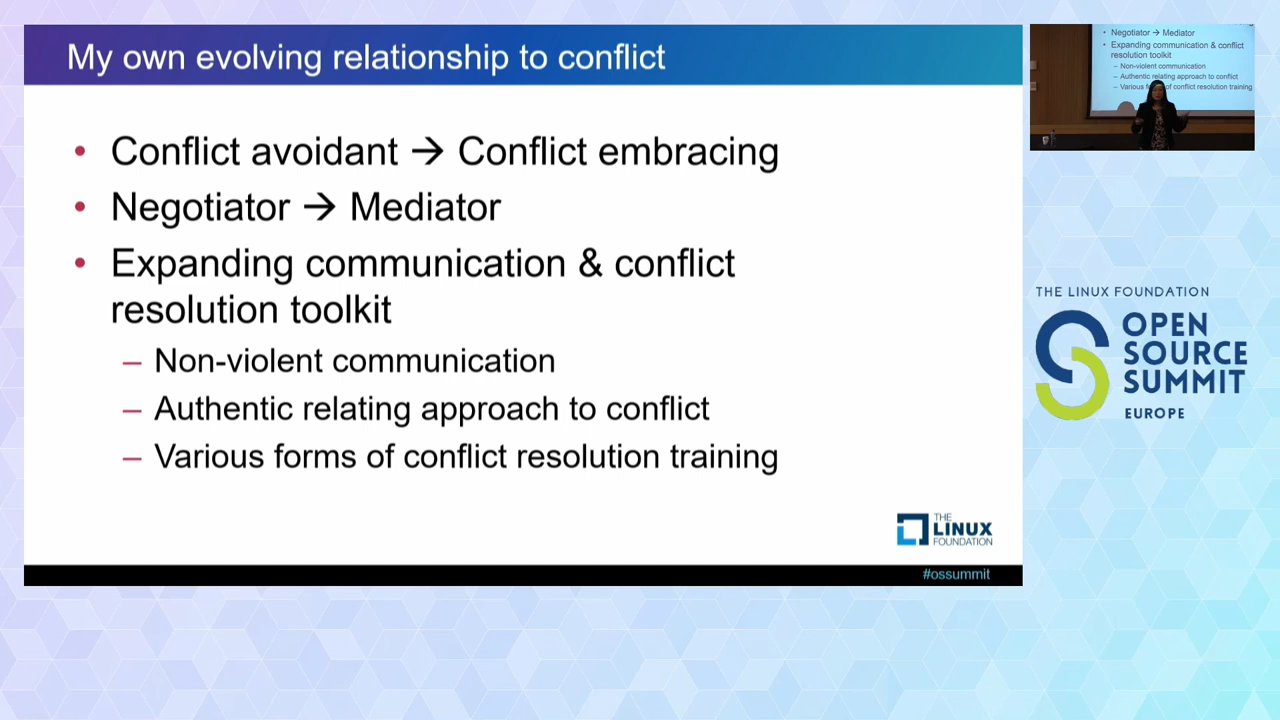 My own evolving relationship to conflict
• Conflict avoidant → Conflict embracing
• Negotiator → Mediator
• Expanding communication & conflict
resolution toolkit
– Non-violent communication
– Authentic relating approach to conflict
– Various forms of conflict resolution training
THE
LINUX
FOUNDATION
#ossummit
• Negotiator → Mediator
• Expanding communication & conflict
resolution toolkit
– Non-violent communication
– Authentic relating approach to conflict
– Various of conflict resolution training
THE LINUX FOUNDATION
OPEN
SOURCE
SUMMIT
EUROPE